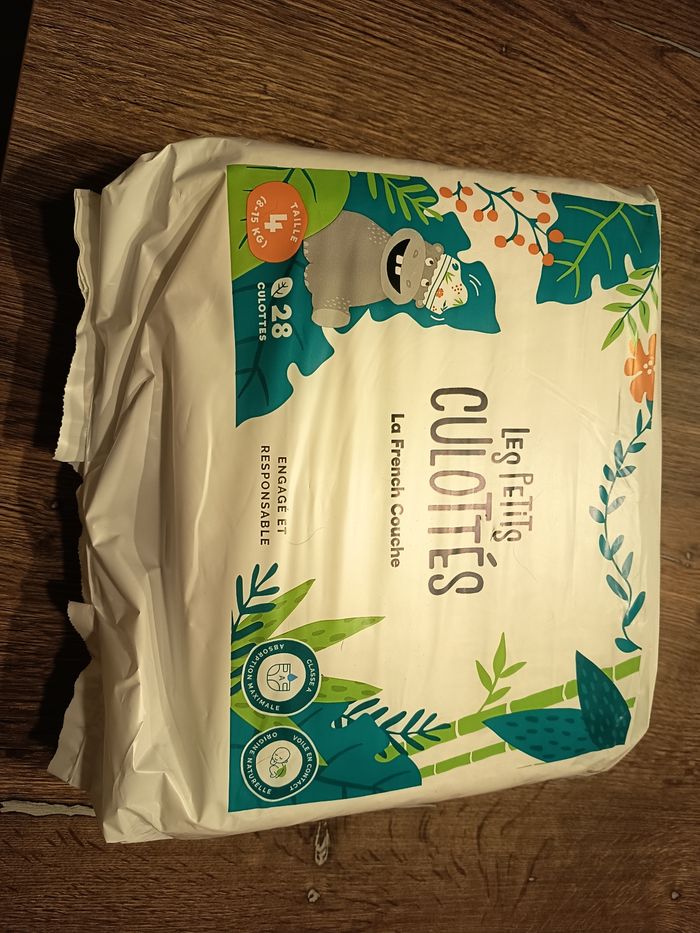 LES PETITS
CULOTTÉS
La French Couche
ENGAGÉ ET
RESPONSABLE
TAILLE
4
(8-15 KG)
28
CULOTTES
CLASSE A
ABSORPTION MAXIMALE
VOILE EN CONTACT
ORIGINE NATURELLE